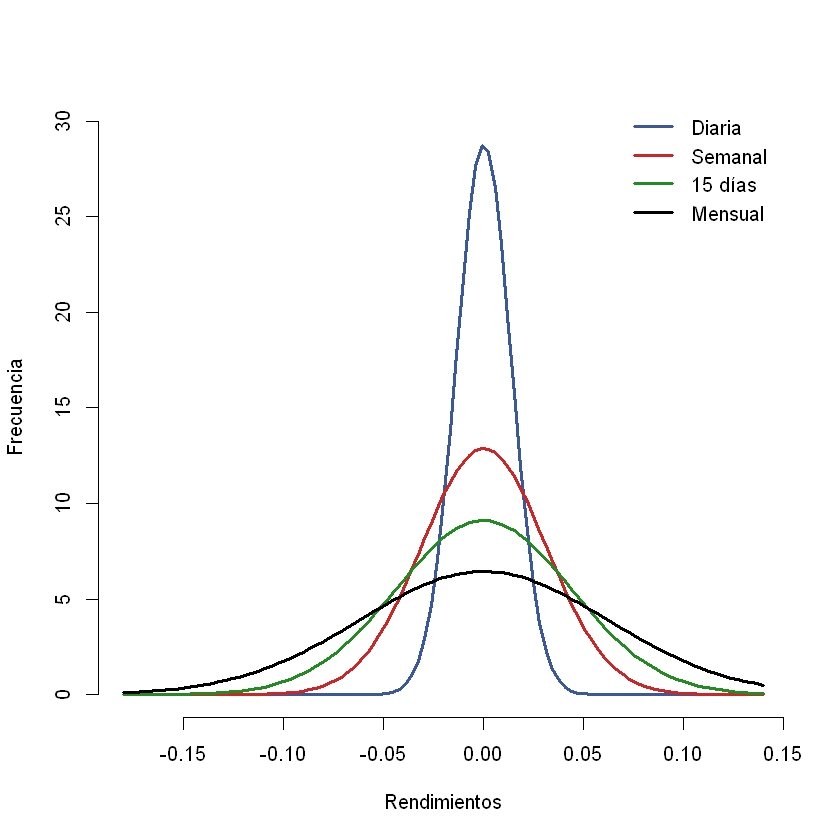 Diaria
Semanal
15 días
Mensual
Frecuencia
30
25
20
15
10
5
0
-0.15 -0.10 -0.05 0.00 0.05 0.10 0.15
Rendimientos